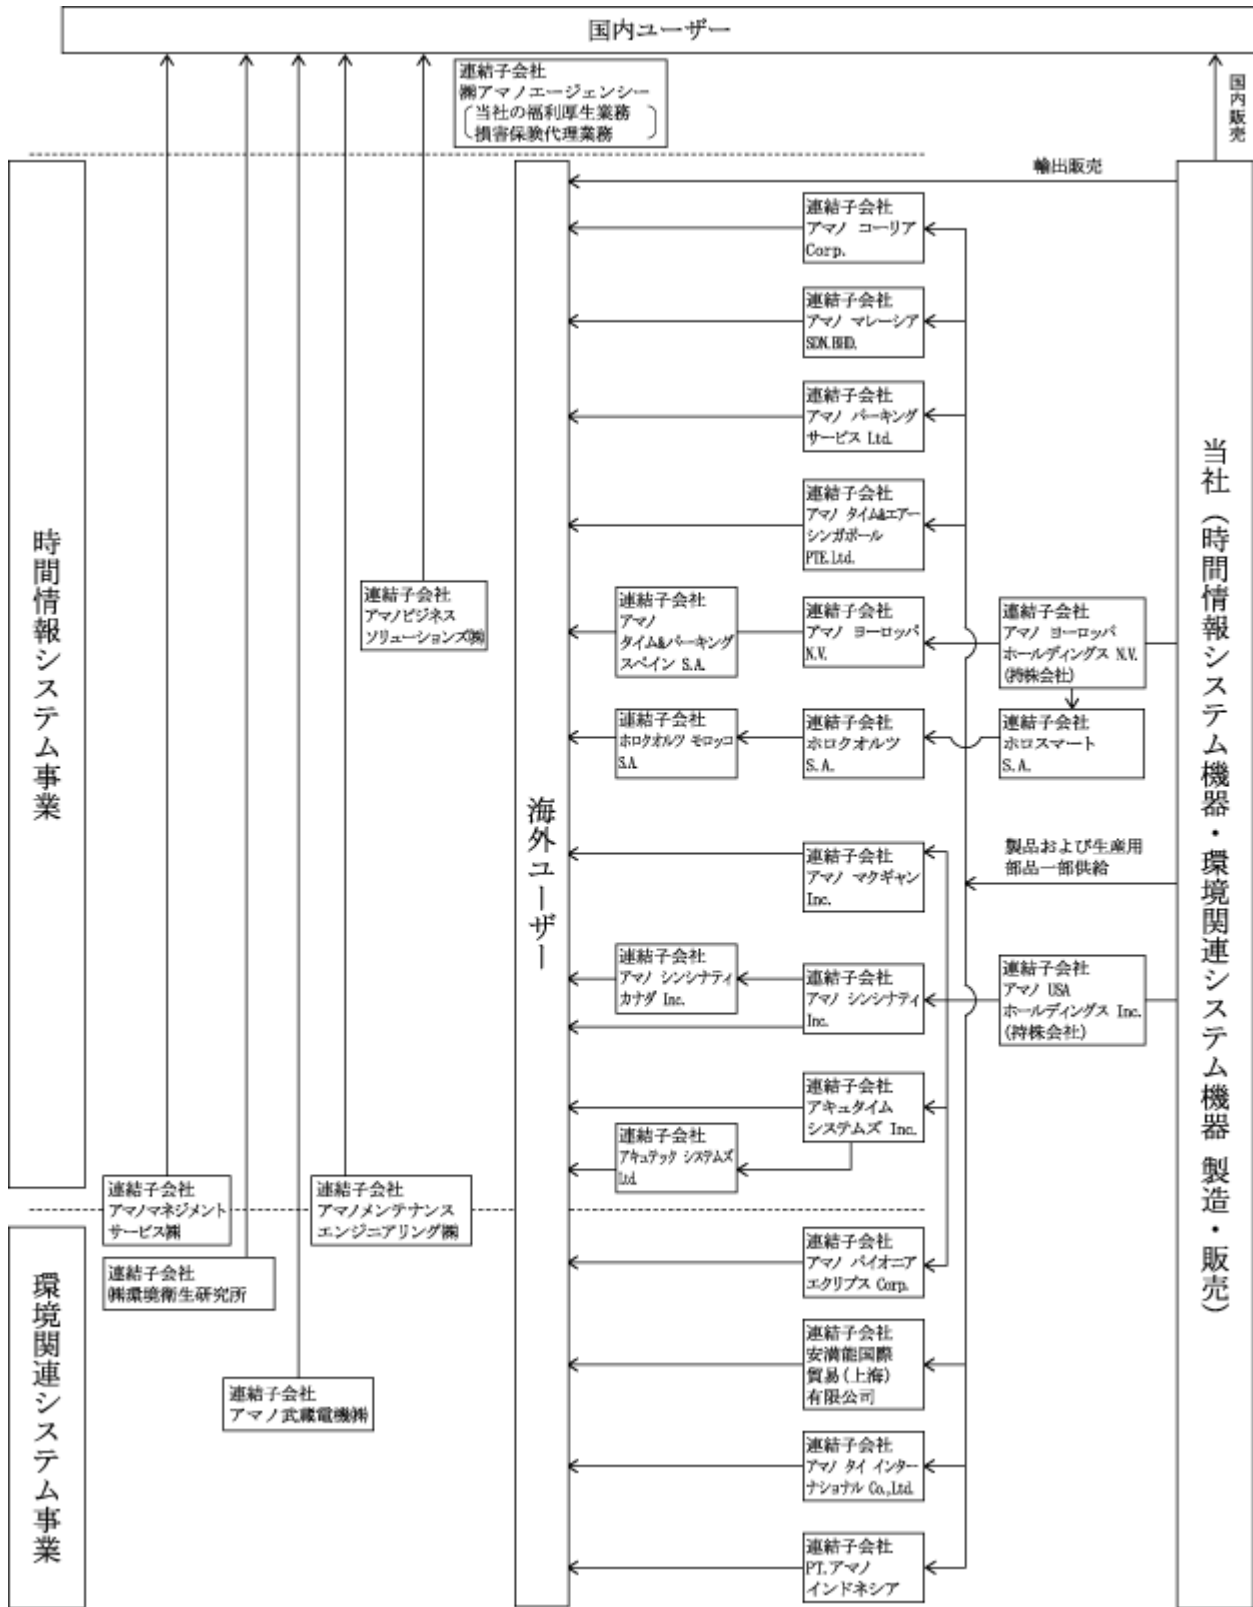 国内ユーザー
連結子会社
㈱アマノエージェンシー
当社の福利厚生業務
損害保険代理業務
国内販売
輸出販売
時間情報システム事業
環境関連システム事業
海外ユーザー
当社（時間情報システム機器・環境関連システム機器 製造・販売）
連結子会社
アマノ コーリア
Corp.
連結子会社
アマノ マレーシア
SDN.BHD.
連結子会社
アマノ パーキング
サービス Ltd.
連結子会社
アマノ タイム&エアー
シンガポール
PTE.Ltd.
連結子会社
アマノビジネス
ソリューションズ㈱
連結子会社
アマノ
タイム&パーキング
スペイン S.A.
連結子会社
アマノ ヨーロッパ
N.V.
連結子会社
アマノ ヨーロッパ
ホールディングス N.V.
(持株会社)
連結子会社
ホロクオルツ モロッコ
S.A.
連結子会社
ホロクオルツ
S.A.
連結子会社
ホロスマート
S.A.
製品および生産用
部品一部供給
連結子会社
アマノ マクギャン
Inc.
連結子会社
アマノ シンシナティ
カナダ Inc.
連結子会社
アマノ シンシナティ
Inc.
連結子会社
アマノ USA
ホールディングス Inc.
(持株会社)
連結子会社
アキュタイム
システムズ Inc.
連結子会社
アキュテック システムズ
Ltd.
連結子会社
アマノマネジメント
サービス㈱
連結子会社
アマノメンテナンス
エンジニアリング㈱
連結子会社
㈱環境衛生研究所
連結子会社
アマノ武蔵電機㈱
連結子会社
アマノ パイオニア
エクリプス Corp.
連結子会社
安満能国際
貿易(上海)
有限公司
連結子会社
アマノ タイ インター
ナショナル Co.,Ltd.
連結子会社
PT.アマノ
インドネシア